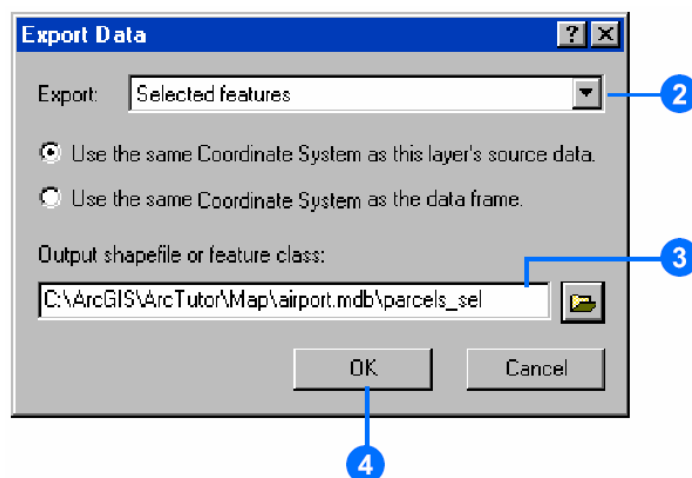 Export Data
Export: Selected features
2
Use the same Coordinate System as this layer's source data.
Use the same Coordinate System as the data frame.
Output shapefile or feature class:
3
C:\ArcGIS\ArcTutor\Map\airport.mdb\parcels_sel
OK Cancel
4